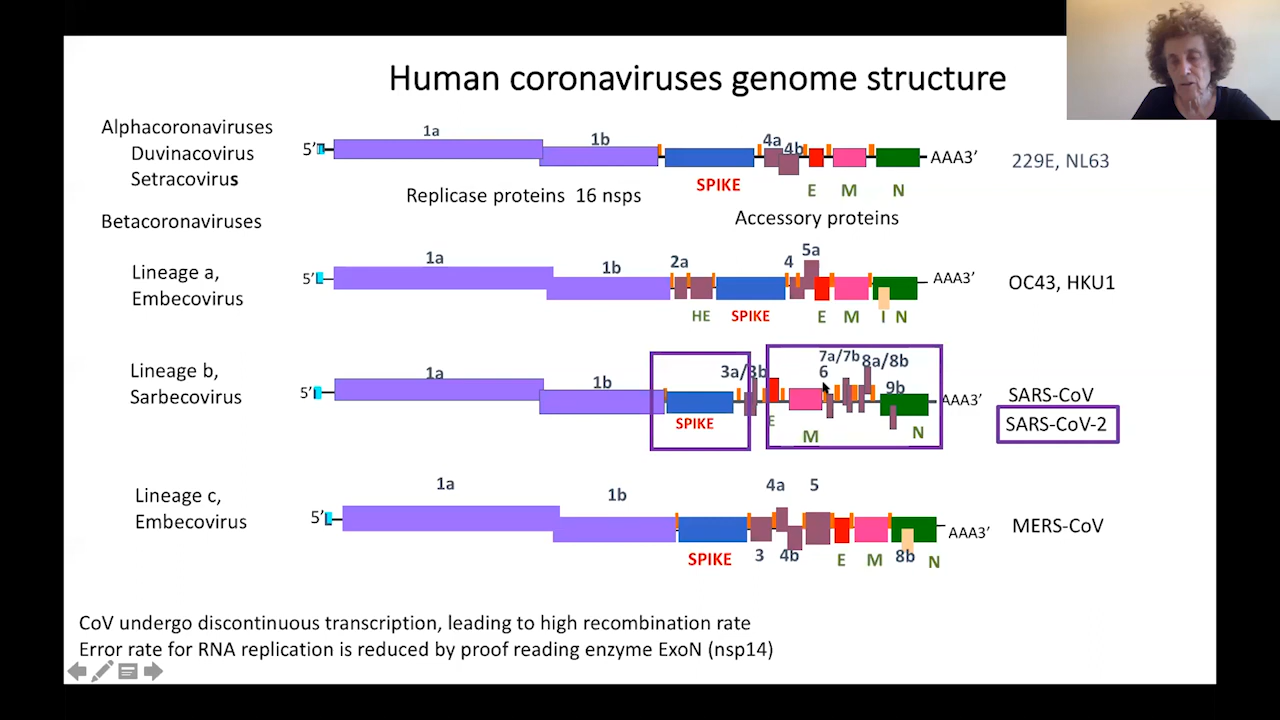 Human coronaviruses genome structure
Alphacoronaviruses
Duvinacovirus
Setracovirus
5’ 1a 1b SPIKE 4a 4b E M N AAA3’
229E, NL63
Replicase proteins 16 nsps
Accessory proteins
Betacoronaviruses
Lineage a,
Embecovirus
5’ 1a 1b 2a HE SPIKE 4 5a E M I N AAA3’
OC43, HKU1
Lineage b,
Sarbecovirus
5’ 1a 1b SPIKE 3a/3b E M 6 7a/7b 8a/8b 9b N AAA3’
SARS-CoV
SARS-CoV-2
Lineage c,
Embecovirus
5’ 1a 1b SPIKE 3 4a 4b 5 E M 8b N AAA3’
MERS-CoV
CoV undergo discontinuous transcription, leading to high recombination rate
Error rate for RNA replication is reduced by proof reading enzyme ExoN (nsp14)